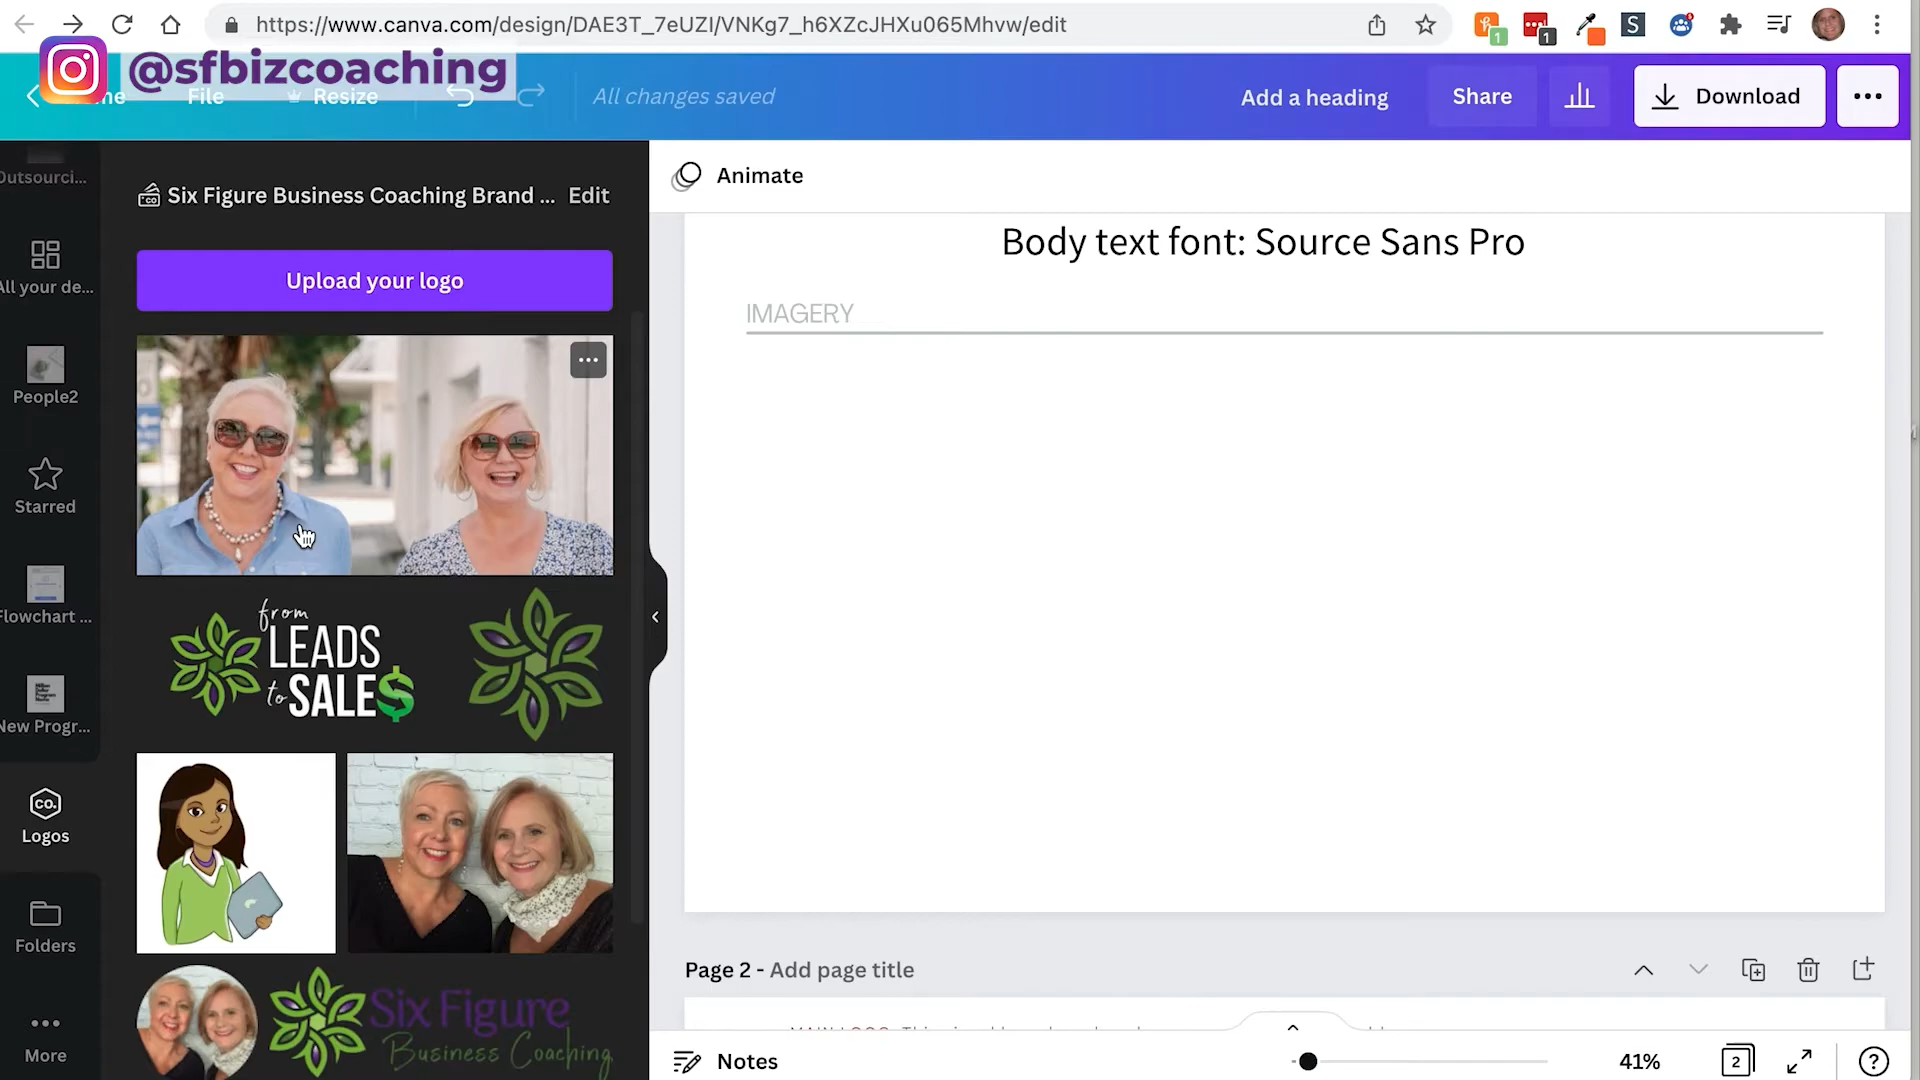 https://www.canva.com/design/DAE3T_7eUZI/VNKg7_h6XZcJHXu065Mhvw/edit
1
1
S
@sfbizcoaching
File
Resize
All changes saved
Add a heading
Share
Download
Animate
Outsourci...
All your de...
People2
Starred
Flowchart ...
New Progr...
CO.
Logos
Folders
More
Six Figure Business Coaching Brand ...
Edit
Upload your logo
from
LEADS
to SALE$
Six Figure
Business Coaching
Body text font: Source Sans Pro
IMAGERY
Page 2 - Add page title
Notes
41%
2
?